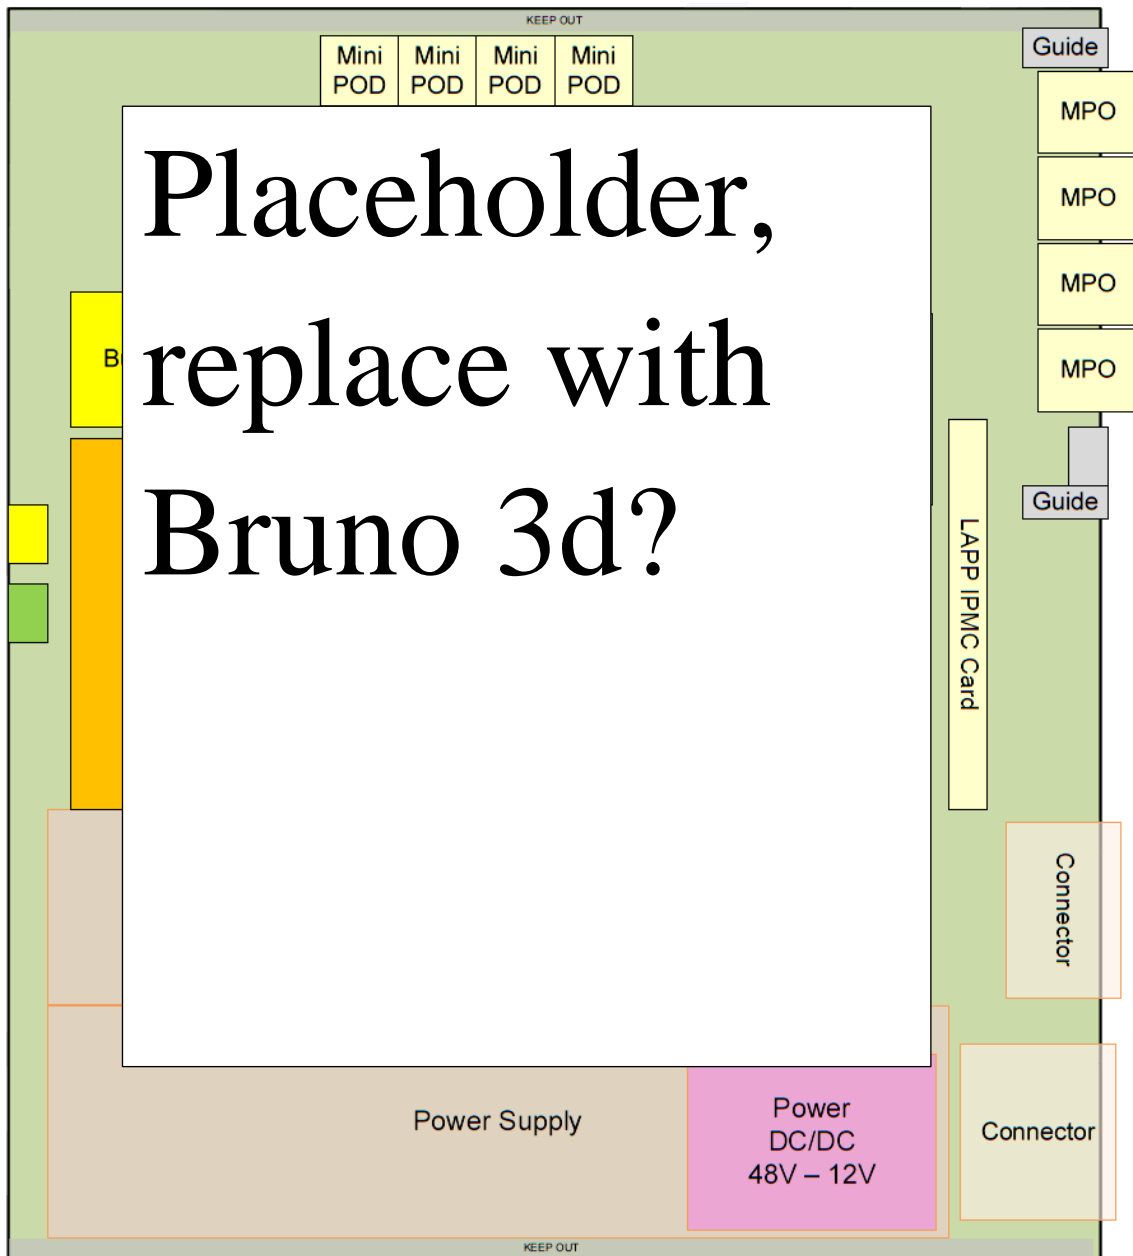 KEEP OUT
Mini
POD
Mini
POD
Mini
POD
Mini
POD
Guide
MPO
MPO
MPO
MPO
Guide
Placeholder,
replace with
Bruno 3d?
LAPP IPMC Card
Connector
Power Supply
Power
DC/DC
48V – 12V
Connector
KEEP OUT